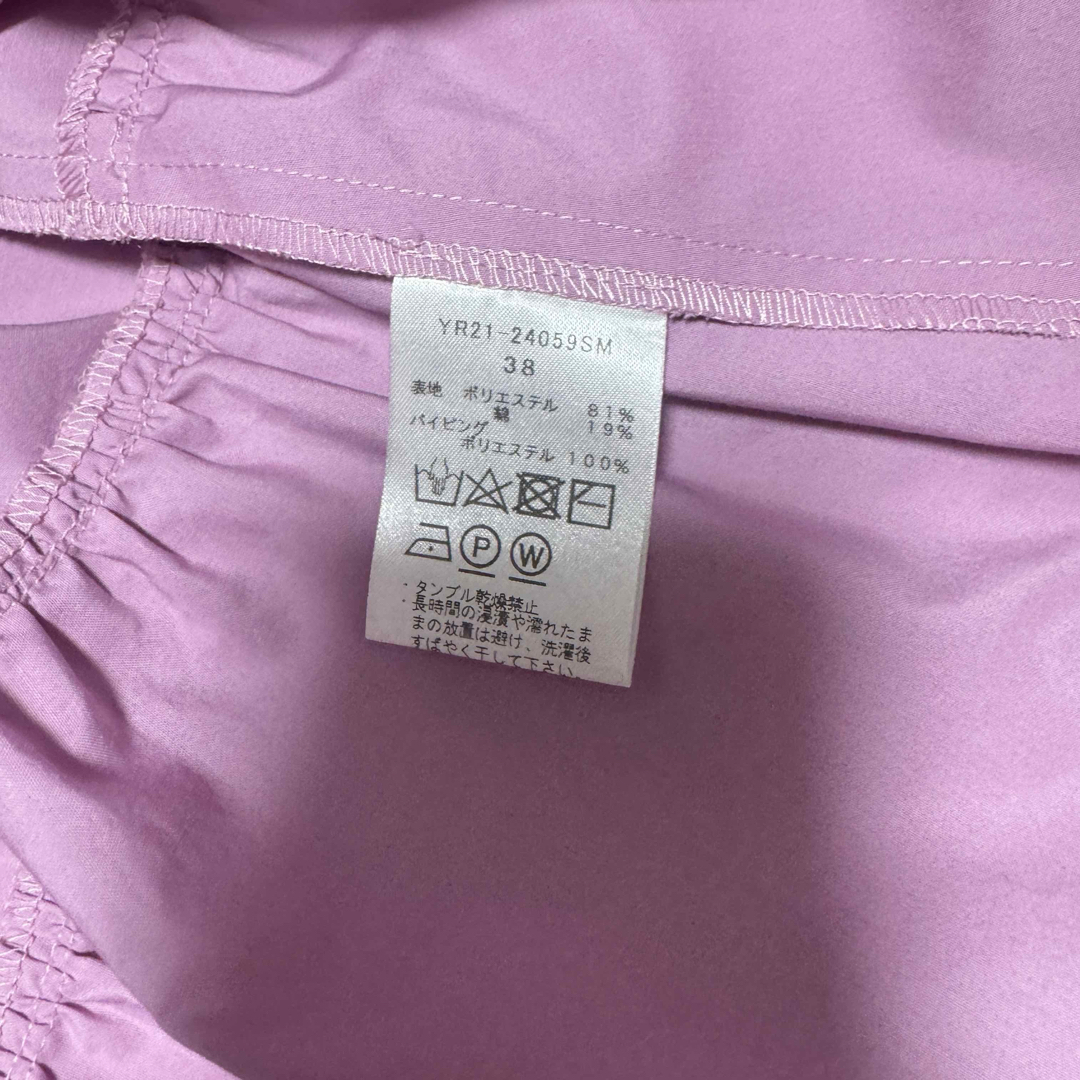 YR21-24059SM
38
表地 ポリエステル 81%
綿 19%
パイピング
ポリエステル 100%
P W
・タンブル乾燥禁止
・長時間の浸漬や濡れたま
まの放置は避け、洗濯後
すばやく干して下さい。